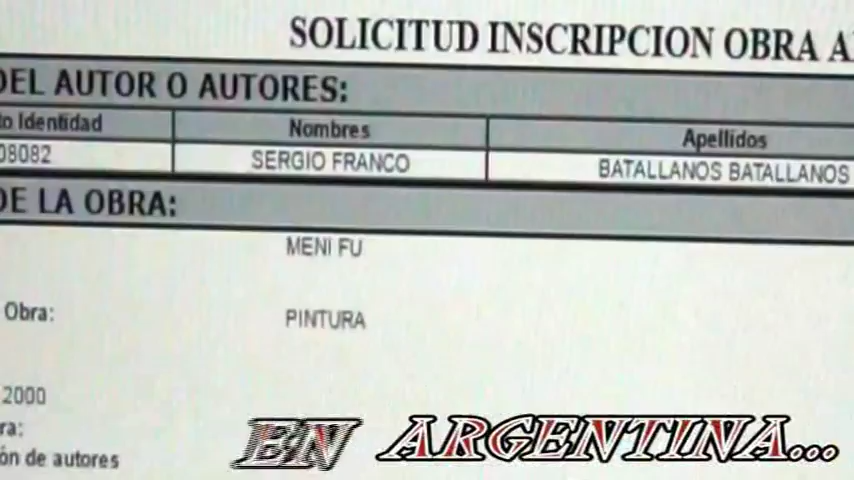 SOLICITUD INSCRIPCION OBRA A
DEL AUTOR O AUTORES:
to Identidad Nombres Apellidos
08082 SERGIO FRANCO BATALLANOS BATALLANOS
DE LA OBRA:
MENI FU
Obra: PINTURA
2000
ra:
ón de autores
EN ARGENTINA...